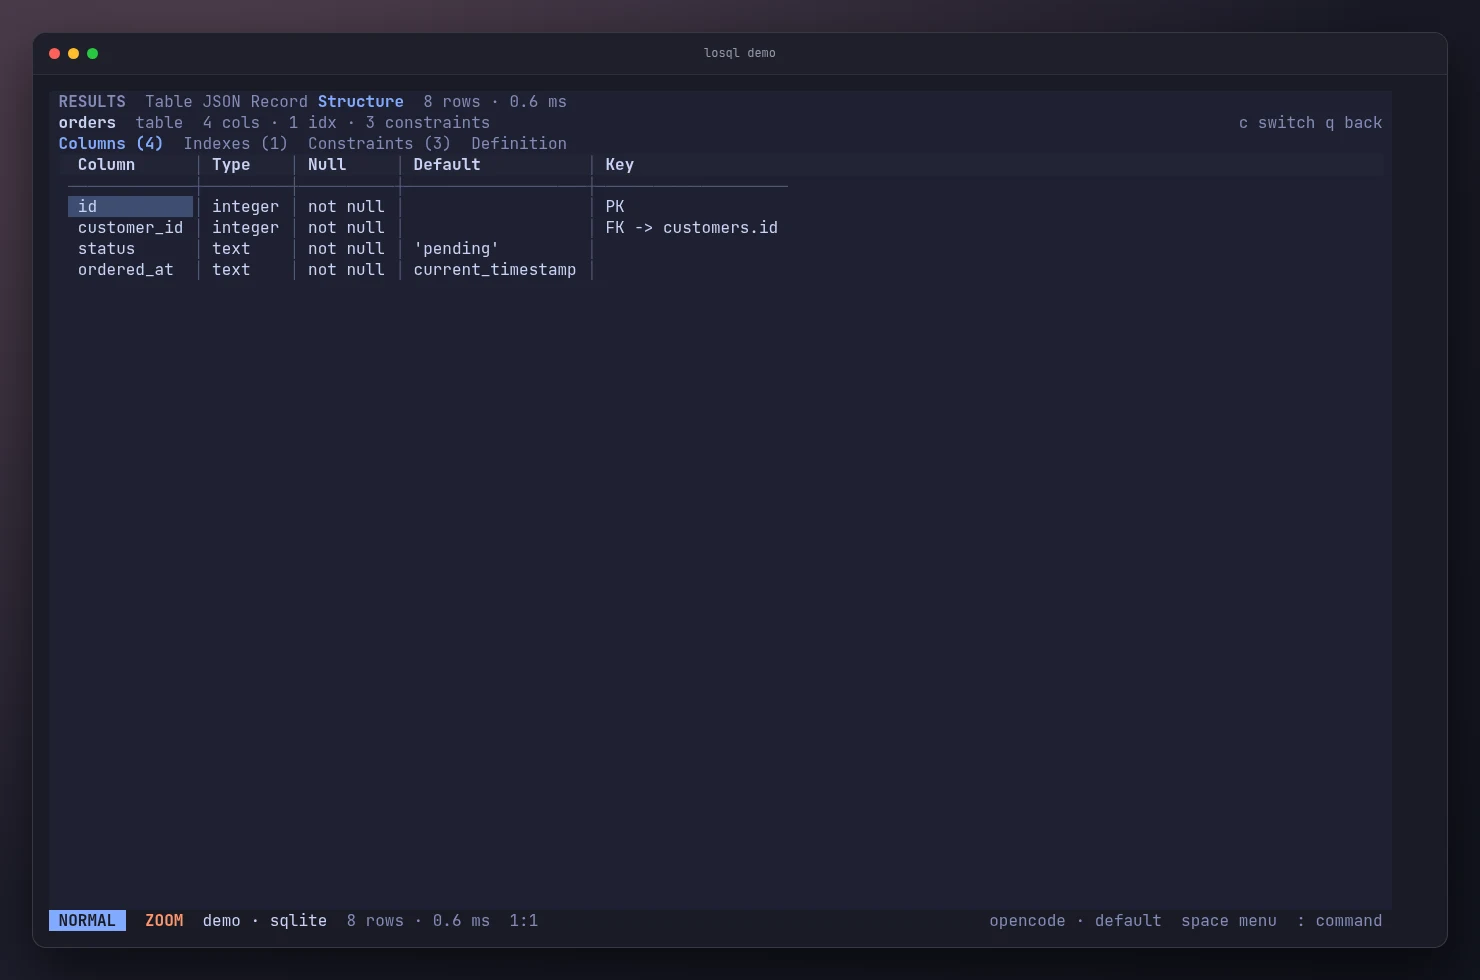 losql demo
RESULTS  Table JSON Record Structure  8 rows · 0.6 ms
orders  table  4 cols · 1 idx · 3 constraints  c switch q back
Columns (4)  Indexes (1)  Constraints (3)  Definition
Column │ Type │ Null │ Default │ Key
id │ integer │ not null │ │ PK
customer_id │ integer │ not null │ │ FK -> customers.id
status │ text │ not null │ 'pending' │
ordered_at │ text │ not null │ current_timestamp │
NORMAL  ZOOM  demo · sqlite  8 rows · 0.6 ms  1:1  opencode · default  space menu  : command